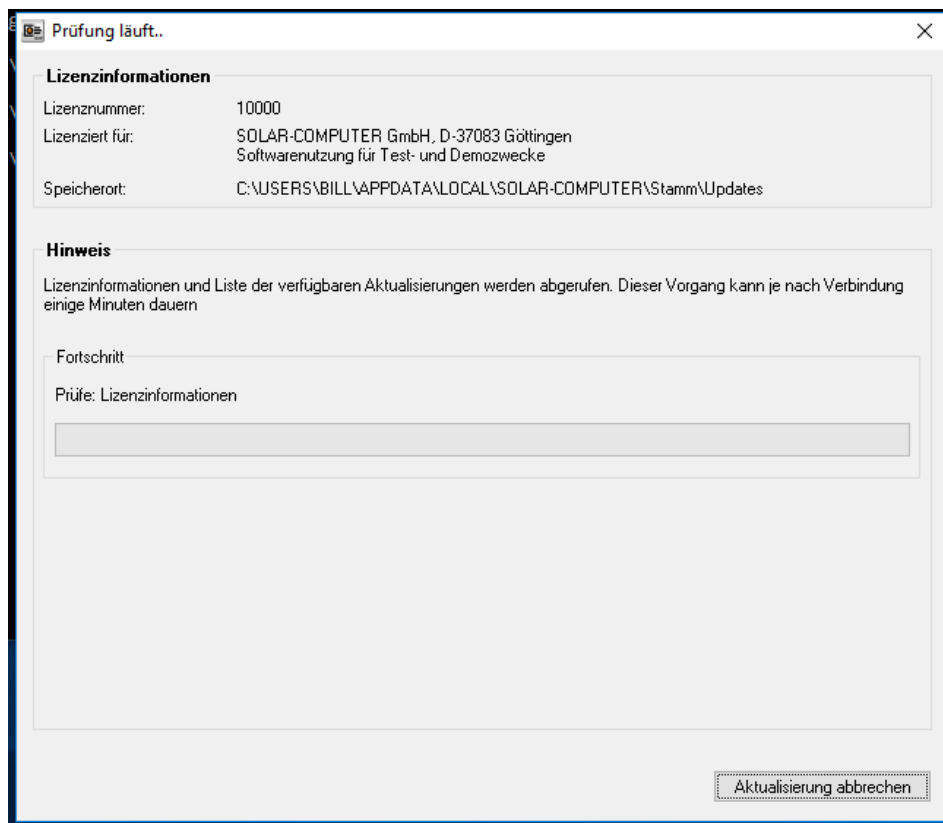 Prüfung läuft..
Lizenzinformationen
Lizenznummer: 10000
Lizenziert für: SOLAR-COMPUTER GmbH, D-37083 Göttingen
Softwarenutzung für Test- und Demozwecke
Speicherort: C:\USERS\BILL\APPDATA\LOCAL\SOLAR-COMPUTER\Stamm\Updates
Hinweis
Lizenzinformationen und Liste der verfügbaren Aktualisierungen werden abgerufen. Dieser Vorgang kann je nach Verbindung
einige Minuten dauern
Fortschritt
Prüfe: Lizenzinformationen
Aktualisierung abbrechen